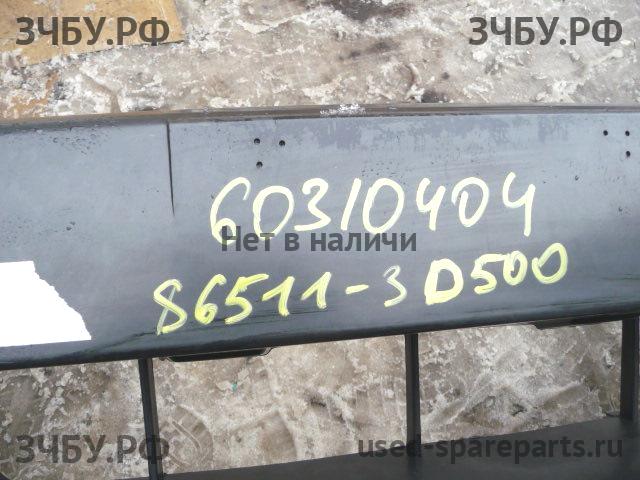 ЗЧБУ.РФ ЗЧБУ.РФ
60310404
Нет в наличи
86511-3D500
ЗЧБУ.РФ used-spareparts.ru